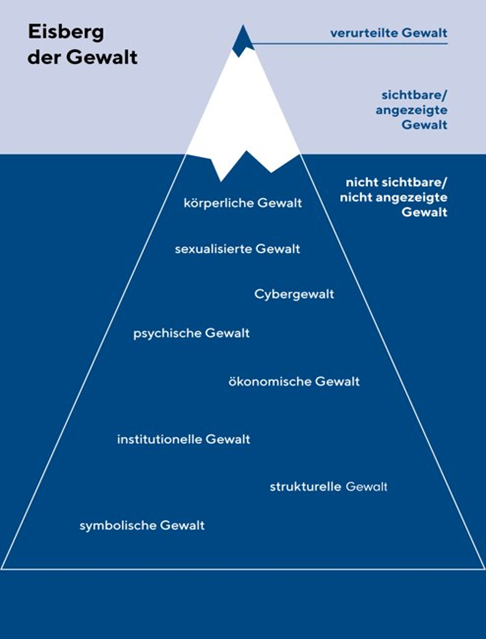 Eisberg
der Gewalt
verurteilte Gewalt
sichtbare/
angezeigte
Gewalt
nicht sichtbare/
nicht angezeigte
Gewalt
körperliche Gewalt
sexualisierte Gewalt
Cybergewalt
psychische Gewalt
ökonomische Gewalt
institutionelle Gewalt
strukturelle Gewalt
symbolische Gewalt